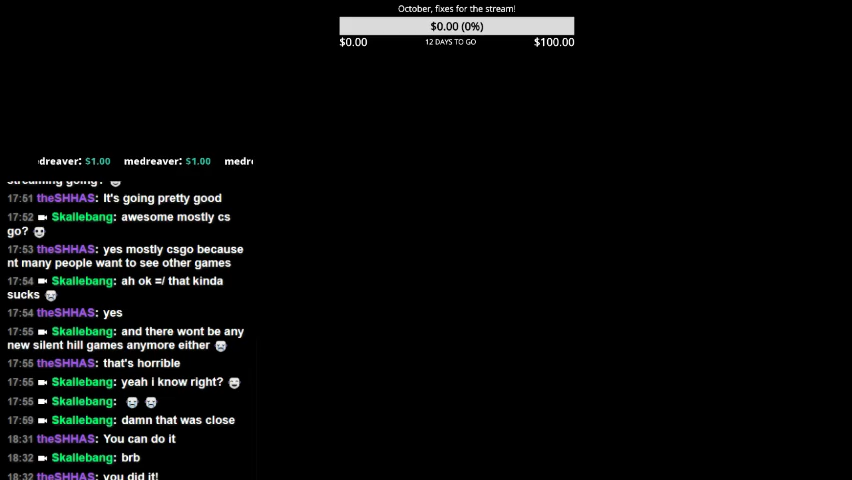 October, fixes for the stream!
$0.00 (0%)
$0.00 12 DAYS TO GO $100.00
dreaver: $1.00 medreaver: $1.00 medr
streaming going?
17:51 theSHHAS: It's going pretty good
17:52 Skallebang: awesome mostly cs
go?
17:53 theSHHAS: yes mostly csgo because
nt many people want to see other games
17:54 Skallebang: ah ok =/ that kinda
sucks
17:54 theSHHAS: yes
17:55 Skallebang: and there wont be any
new silent hill games anymore either
17:55 theSHHAS: that's horrible
17:55 Skallebang: yeah i know right?
17:55 Skallebang:
17:59 Skallebang: damn that was close
18:31 theSHHAS: You can do it
18:32 Skallebang: brb
18:32 theSHHAS: you did it!